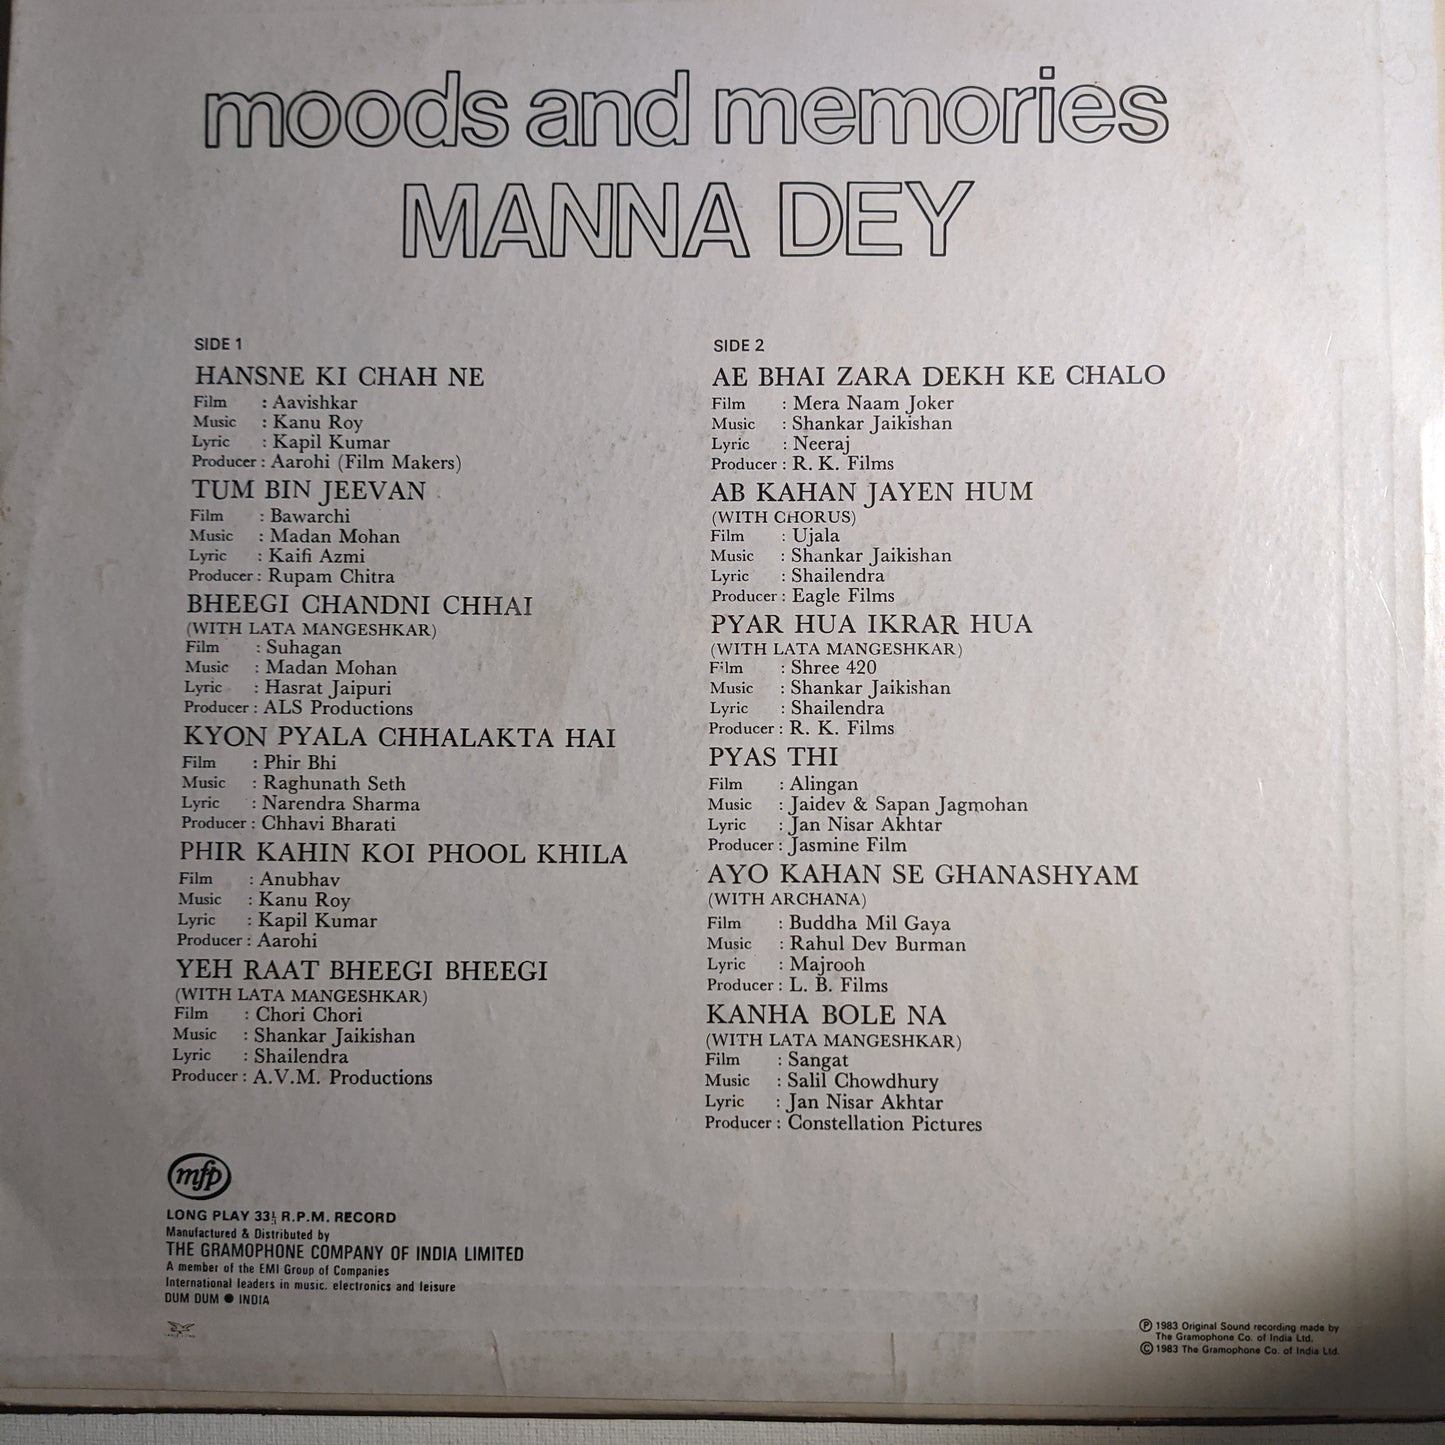 moods and memories
MANNA DEY
SIDE 1
HANSNE KI CHAH NE
Film : Aavishkar
Music : Kanu Roy
Lyric : Kapil Kumar
Producer : Aarohi (Film Makers)
TUM BIN JEEVAN
Film : Bawarchi
Music : Madan Mohan
Lyric : Kaifi Azmi
Producer : Rupam Chitra
BHEEGI CHANDNI CHHAI
(WITH LATA MANGESHKAR)
Film : Suhagan
Music : Madan Mohan
Lyric : Hasrat Jaipuri
Producer : ALS Productions
KYON PYALA CHHALAKTA HAI
Film : Phir Bhi
Music : Raghunath Seth
Lyric : Narendra Sharma
Producer : Chhavi Bharati
PHIR KAHIN KOI PHOOL KHILA
Film : Anubhav
Music : Kanu Roy
Lyric : Kapil Kumar
Producer : Aarohi
YEH RAAT BHEEGI BHEEGI
(WITH LATA MANGESHKAR)
Film : Chori Chori
Music : Shankar Jaikishan
Lyric : Shailendra
Producer : A.V.M. Productions
SIDE 2
AE BHAI ZARA DEKH KE CHALO
Film : Mera Naam Joker
Music : Shankar Jaikishan
Lyric : Neeraj
Producer : R. K. Films
AB KAHAN JAYEN HUM
(WITH CHORUS)
Film : Ujala
Music : Shankar Jaikishan
Lyric : Shailendra
Producer : Eagle Films
PYAR HUA IKRAR HUA
(WITH LATA MANGESHKAR)
Film : Shree 420
Music : Shankar Jaikishan
Lyric : Shailendra
Producer : R. K. Films
PYAS THI
Film : Alingan
Music : Jaidev & Sapan Jagmohan
Lyric : Jan Nisar Akhtar
Producer : Jasmine Film
AYO KAHAN SE GHANASHYAM
(WITH ARCHANA)
Film : Buddha Mil Gaya
Music : Rahul Dev Burman
Lyric : Majrooh
Producer : L. B. Films
KANHA BOLE NA
(WITH LATA MANGESHKAR)
Film : Sangat
Music : Salil Chowdhury
Lyric : Jan Nisar Akhtar
Producer : Constellation Pictures
mfp
LONG PLAY 33⅓ R.P.M. RECORD
Manufactured & Distributed by
THE GRAMOPHONE COMPANY OF INDIA LIMITED
A member of the EMI Group of Companies
International leaders in music. electronics and leisure
DUM DUM ● INDIA
Ⓟ 1983 Original Sound recording made by
The Gramophone Co. of India Ltd.
© 1983 The Gramophone Co. of India Ltd.